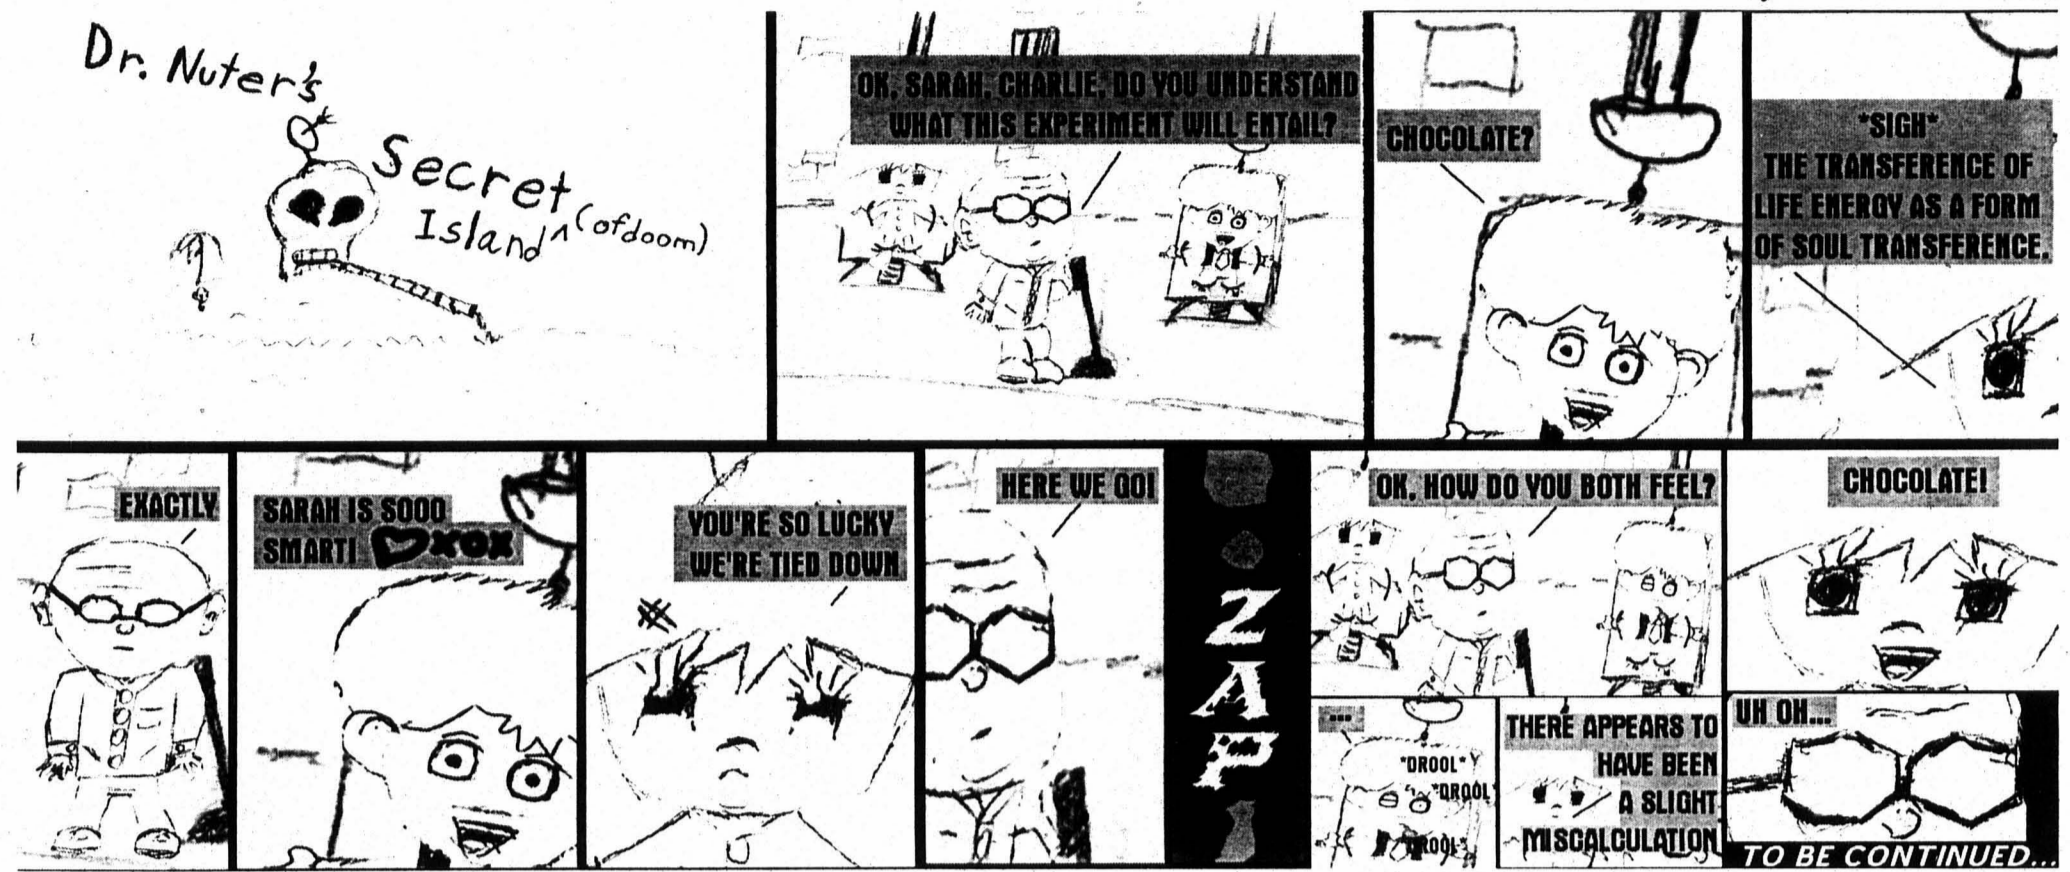 Dr. Nuter's
Secret
Island ^ (of doom)
OK, SARAH, CHARLIE, DO YOU UNDERSTAND
WHAT THIS EXPERIMENT WILL ENTAIL?
CHOCOLATE?
*SIGH*
THE TRANSFERENCE OF
LIFE ENERGY AS A FORM
OF SOUL TRANSFERENCE.
EXACTLY
SARAH IS SOOO
SMART! ♡XOX
YOU'RE SO LUCKY
WE'RE TIED DOWN
HERE WE GO!
ZAP!
OK, HOW DO YOU BOTH FEEL?
CHOCOLATE!
...
*DROOL*
*DROOL*
*DROOL*
THERE APPEARS TO
HAVE BEEN
A SLIGHT
MISCALCULATION
UH OH...
TO BE CONTINUED...